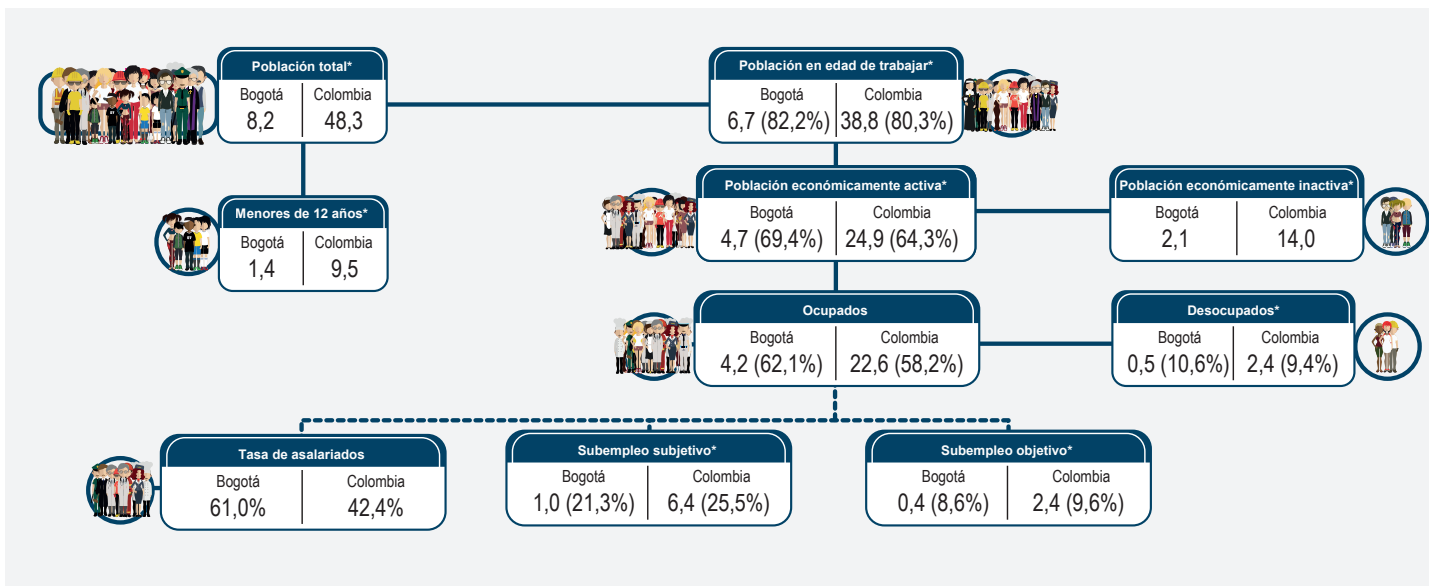 Población total*
Bogotá Colombia
8,2 48,3
Población en edad de trabajar*
Bogotá Colombia
6,7 (82,2%) 38,8 (80,3%)
Menores de 12 años*
Bogotá Colombia
1,4 9,5
Población económicamente activa*
Bogotá Colombia
4,7 (69,4%) 24,9 (64,3%)
Población económicamente inactiva*
Bogotá Colombia
2,1 14,0
Ocupados
Bogotá Colombia
4,2 (62,1%) 22,6 (58,2%)
Desocupados*
Bogotá Colombia
0,5 (10,6%) 2,4 (9,4%)
Tasa de asalariados
Bogotá Colombia
61,0% 42,4%
Subempleo subjetivo*
Bogotá Colombia
1,0 (21,3%) 6,4 (25,5%)
Subempleo objetivo*
Bogotá Colombia
0,4 (8,6%) 2,4 (9,6%)